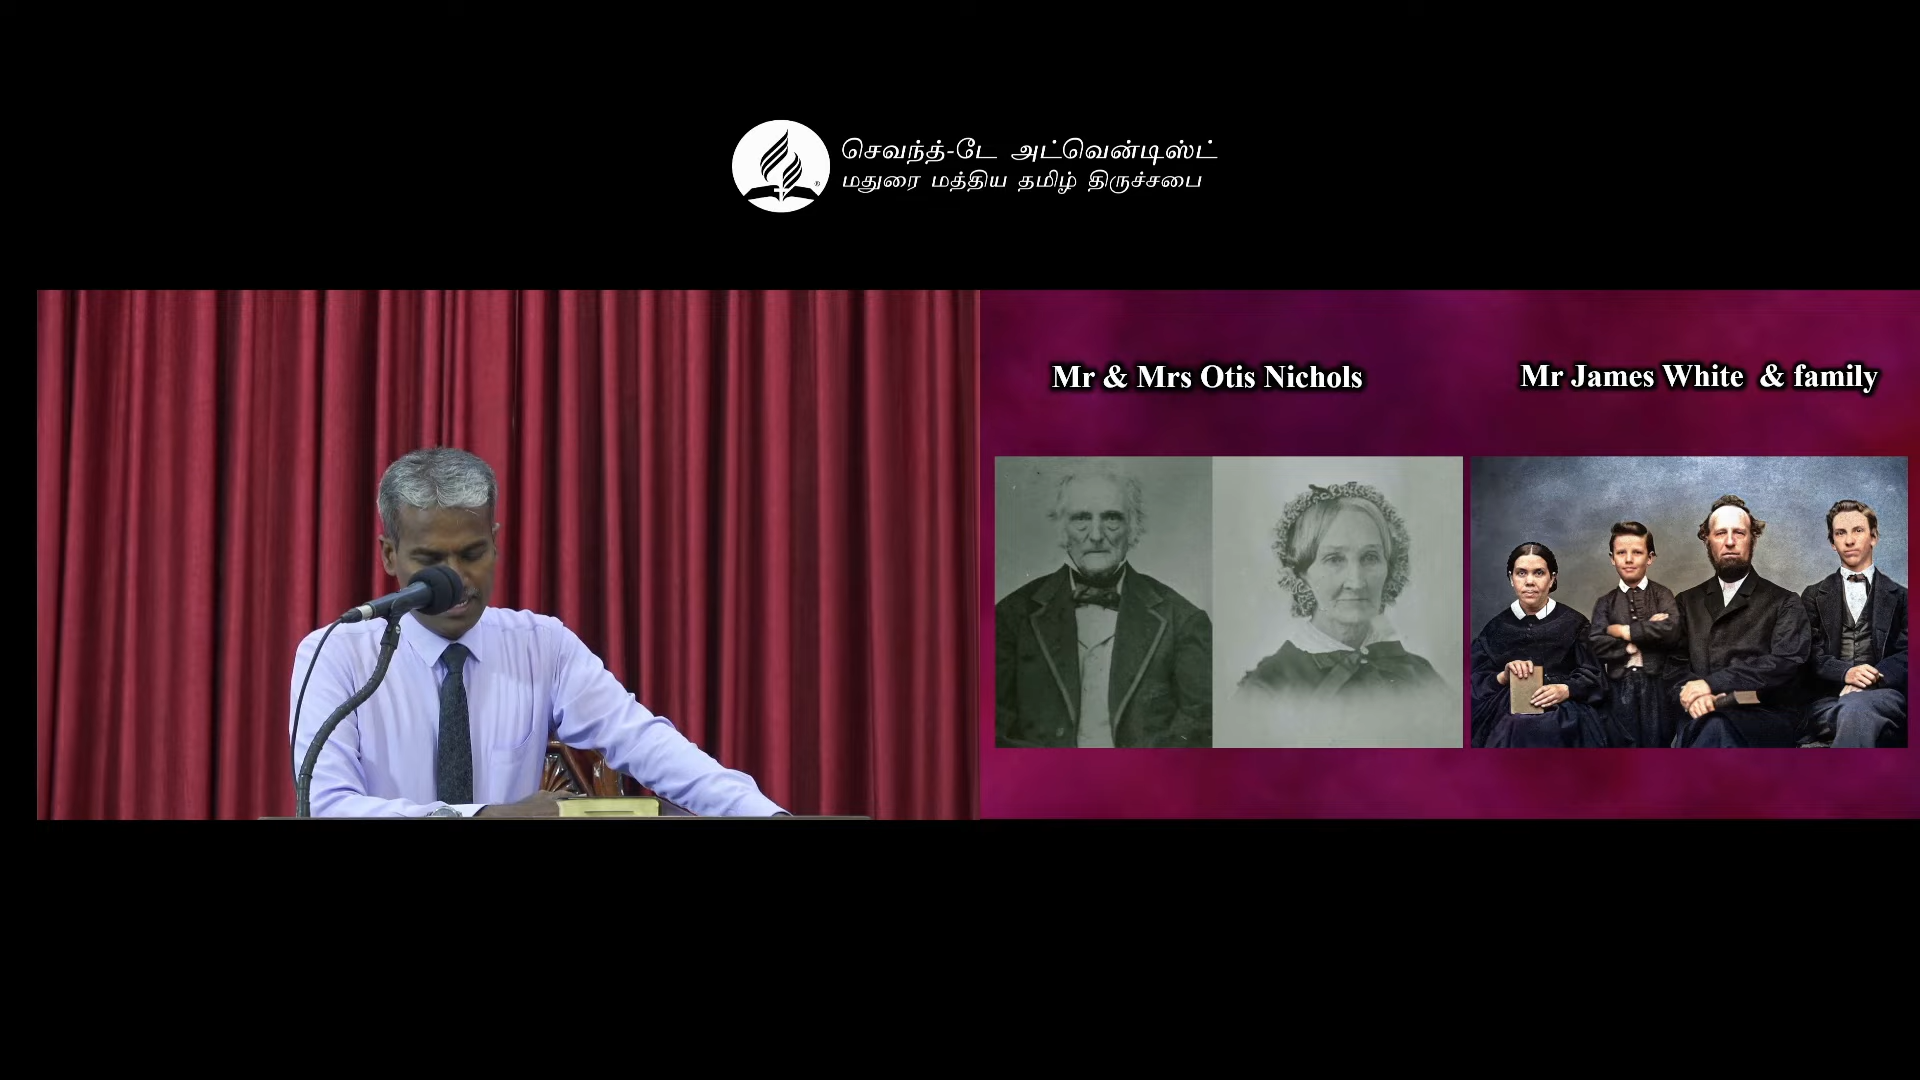 செவந்த்-டே அட்வென்டிஸ்ட்
மதுரை மத்திய தமிழ் திருச்சபை
Mr & Mrs Otis Nichols
Mr James White & family